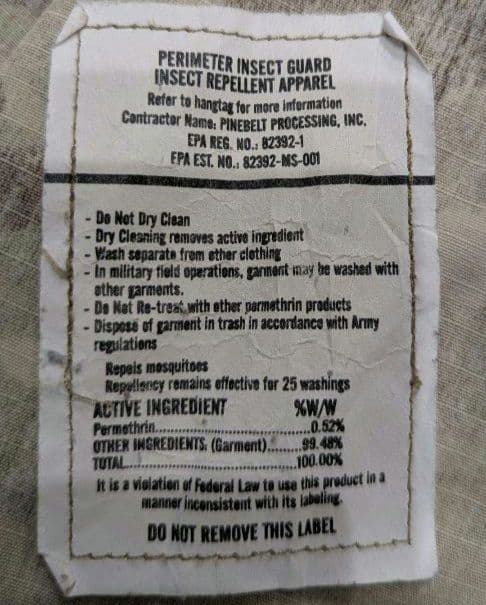 PERIMETER INSECT GUARD
INSECT REPELLENT APPAREL
Refer to hangtag for more information
Contractor Name: PINEBELT PROCESSING, INC.
EPA REG. NO.: 82392-1
EPA EST. NO.: 82392-MS-001
- Do Not Dry Clean
- Dry Cleaning removes active ingredient
- Wash separate from other clothing
- In military field operations, garment may be washed with
other garments.
- Do Not Re-treat with other permethrin products
- Dispose of garment in trash in accordance with Army
regulations
Repels mosquitoes
Repellency remains effective for 25 washings
ACTIVE INGREDIENT %W/W
Permethrin..............................0.52%
OTHER INGREDIENTS, (Garment).......99.48%
TOTAL....................................100.00%
It is a violation of Federal Law to use this product in a
manner inconsistent with its labeling.
DO NOT REMOVE THIS LABEL